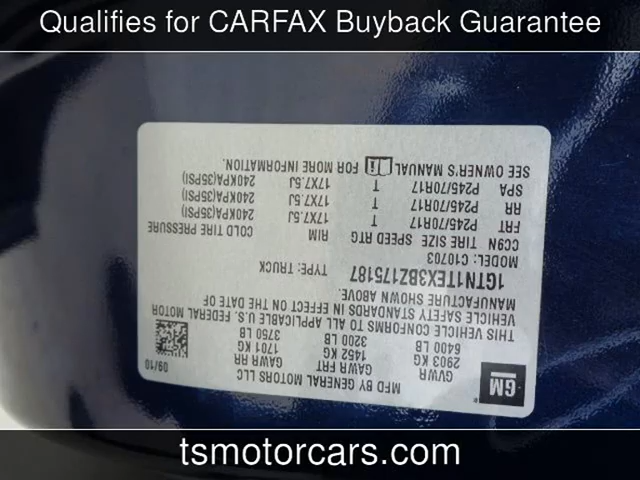 Qualifies for CARFAX Buyback Guarantee
GM
®
MFD BY GENERAL MOTORS LLC
09/10
GVWR GAWR FRT GAWR RR
2903 KG 1452 KG 1701 KG
6400 LB 3200 LB 3750 LB
THIS VEHICLE CONFORMS TO ALL APPLICABLE U.S. FEDERAL MOTOR
VEHICLE SAFETY STANDARDS IN EFFECT ON THE DATE OF
MANUFACTURE SHOWN ABOVE.
1GTN1TEX3BZ175187 TYPE: TRUCK
MODEL: C10703
CC9N TIRE SIZE SPEED RTG RIM COLD TIRE PRESSURE
FRT P245/70R17 T 17X7.5J 240KPA(35PSI)
RR P245/70R17 T 17X7.5J 240KPA(35PSI)
SPA P245/70R17 T 17X7.5J 240KPA(35PSI)
SEE OWNER'S MANUAL FOR MORE INFORMATION.
tsmotorcars.com